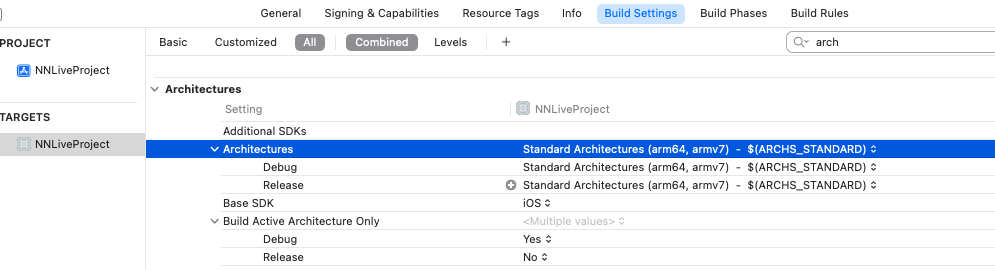 General Signing & Capabilities Resource Tags Info Build Settings Build Phases Build Rules
PROJECT
NNLiveProject
TARGETS
NNLiveProject
Basic Customized All Combined Levels + arch
Architectures
Setting NNLiveProject
Additional SDKs
Architectures Standard Architectures (arm64, armv7) - $(ARCHS_STANDARD)
Debug Standard Architectures (arm64, armv7) - $(ARCHS_STANDARD)
Release Standard Architectures (arm64, armv7) - $(ARCHS_STANDARD)
Base SDK iOS
Build Active Architecture Only <Multiple values>
Debug Yes
Release No